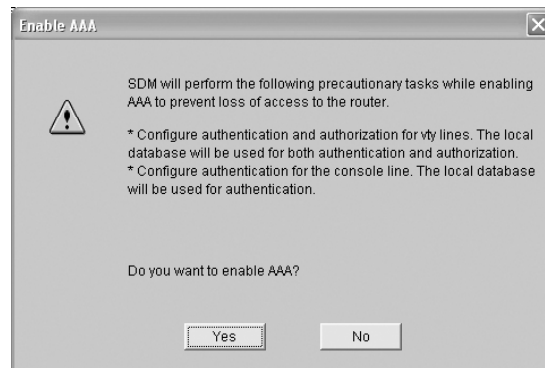 Enable AAA
SDM will perform the following precautionary tasks while enabling
AAA to prevent loss of access to the router.
* Configure authentication and authorization for vty lines. The local
database will be used for both authentication and authorization.
* Configure authentication for the console line. The local database
will be used for authentication.
Do you want to enable AAA?
Yes No